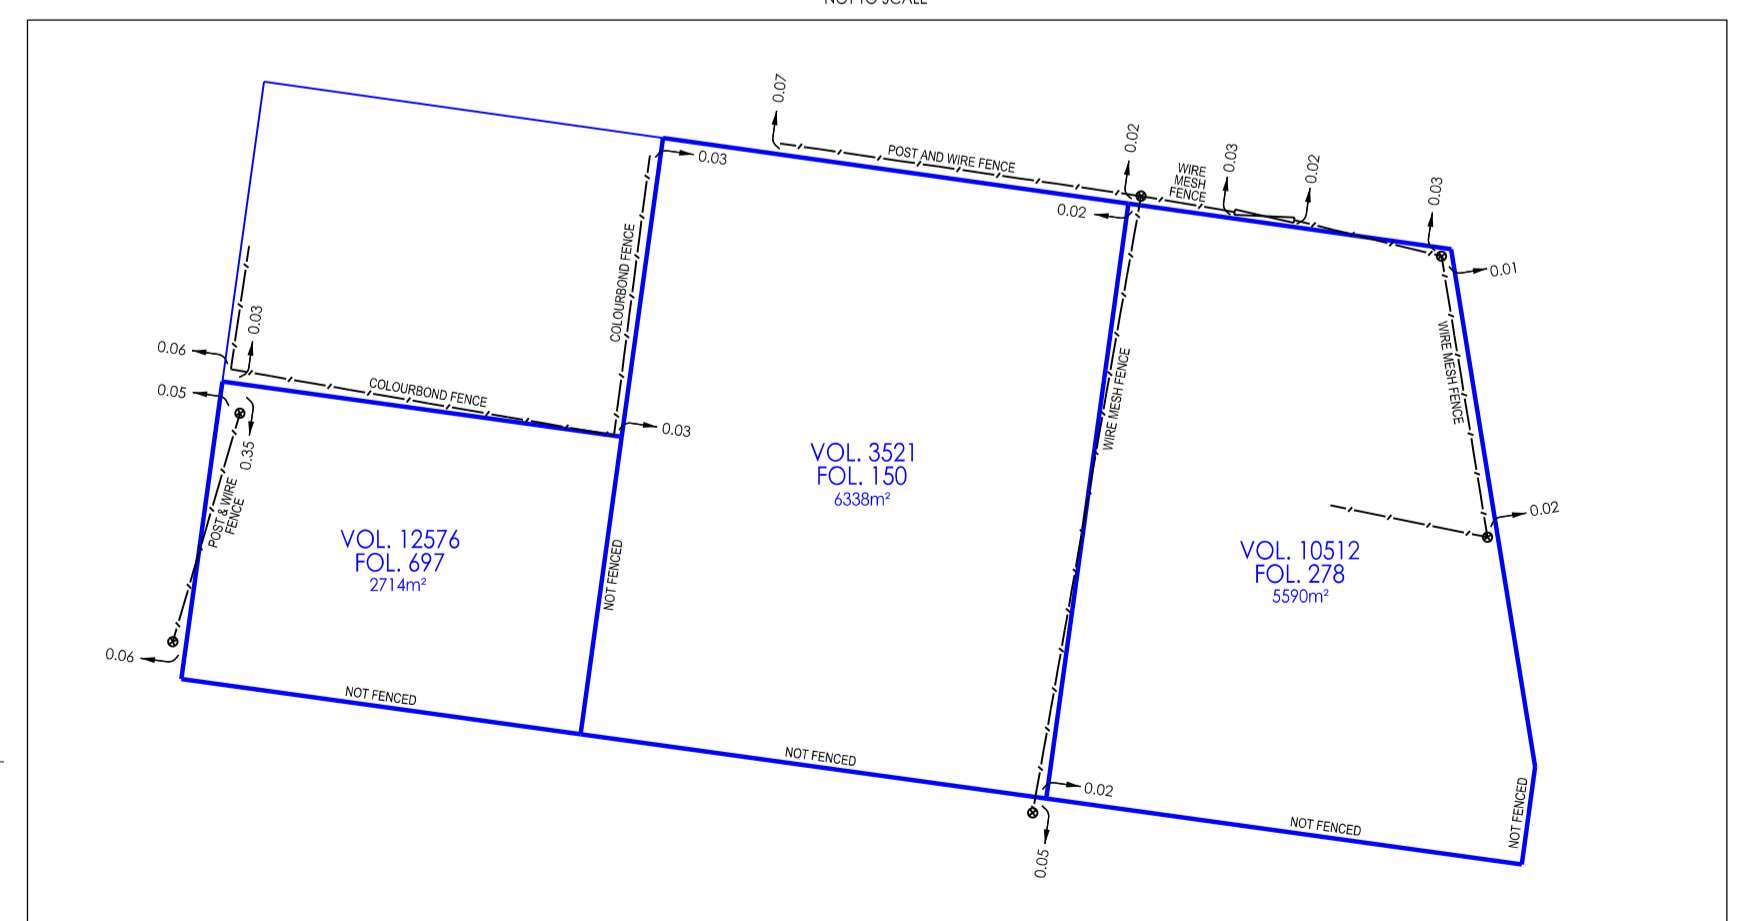 NOT TO SCALE
0.07
0.02
POST AND WIRE FENCE
WIRE
MESH
FENCE
0.03
0.02
0.03
0.03
0.02
0.01
COLOURBOND FENCE
0.03
0.06
0.05
COLOURBOND FENCE
0.35
POST & WIRE
FENCE
0.03
WIRE MESH FENCE
WIRE MESH FENCE
VOL. 3521
FOL. 150
6338m²
VOL. 12576
FOL. 697
2714m²
NOT FENCED
VOL. 10512
FOL. 278
5590m²
0.02
0.06
NOT FENCED
NOT FENCED
0.02
0.05
NOT FENCED
NOT FENCED